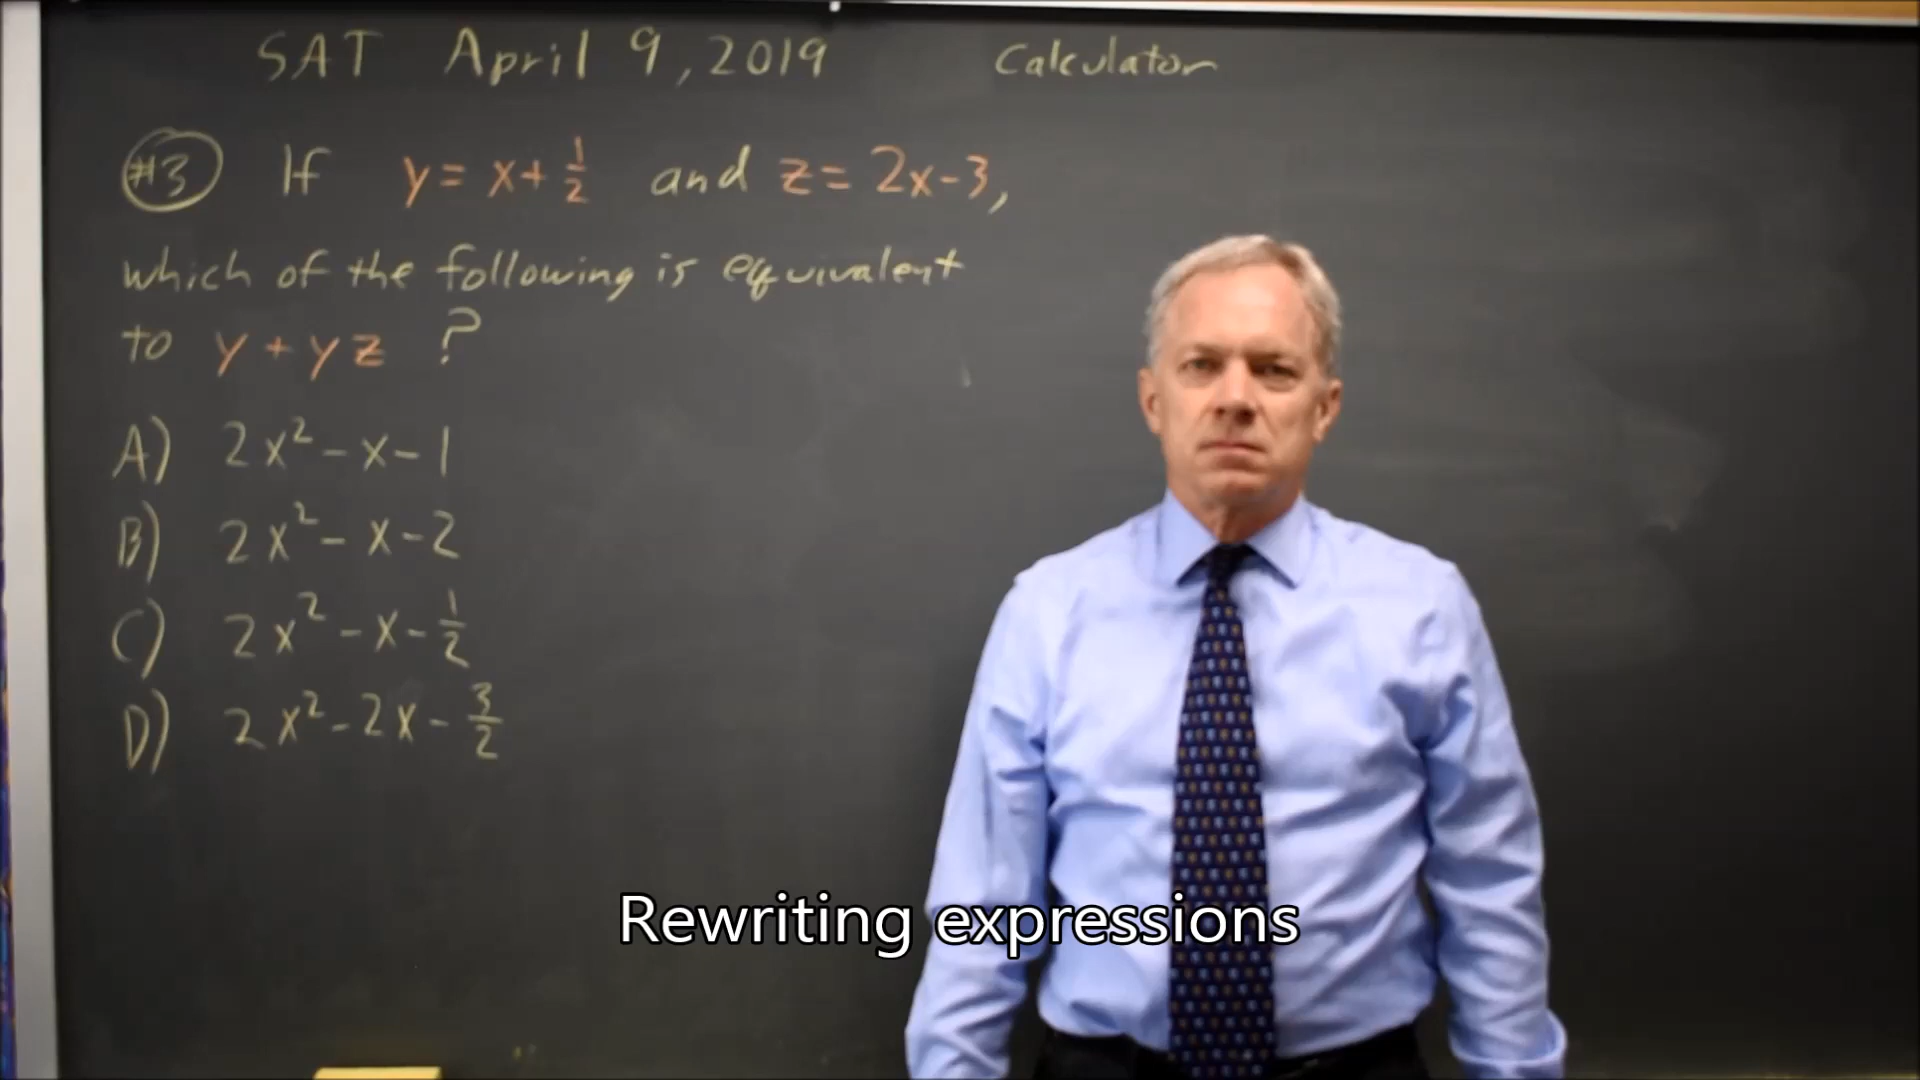 SAT April 9, 2019 Calculator
#3 If y = x + 1/2 and z = 2x - 3,
which of the following is equivalent
to y + yz ?
A) 2x² - x - 1
B) 2x² - x - 2
C) 2x² - x - 1/2
D) 2x² - 2x - 3/2
Rewriting expressions